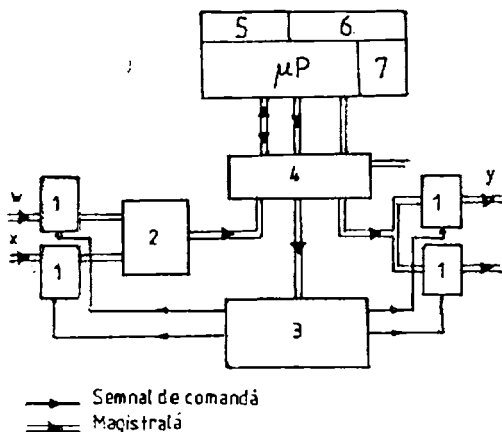 5 6
μP 7
4
w 1
x 1
2
1 y
1
3
Semnal de comandă
Magistrală